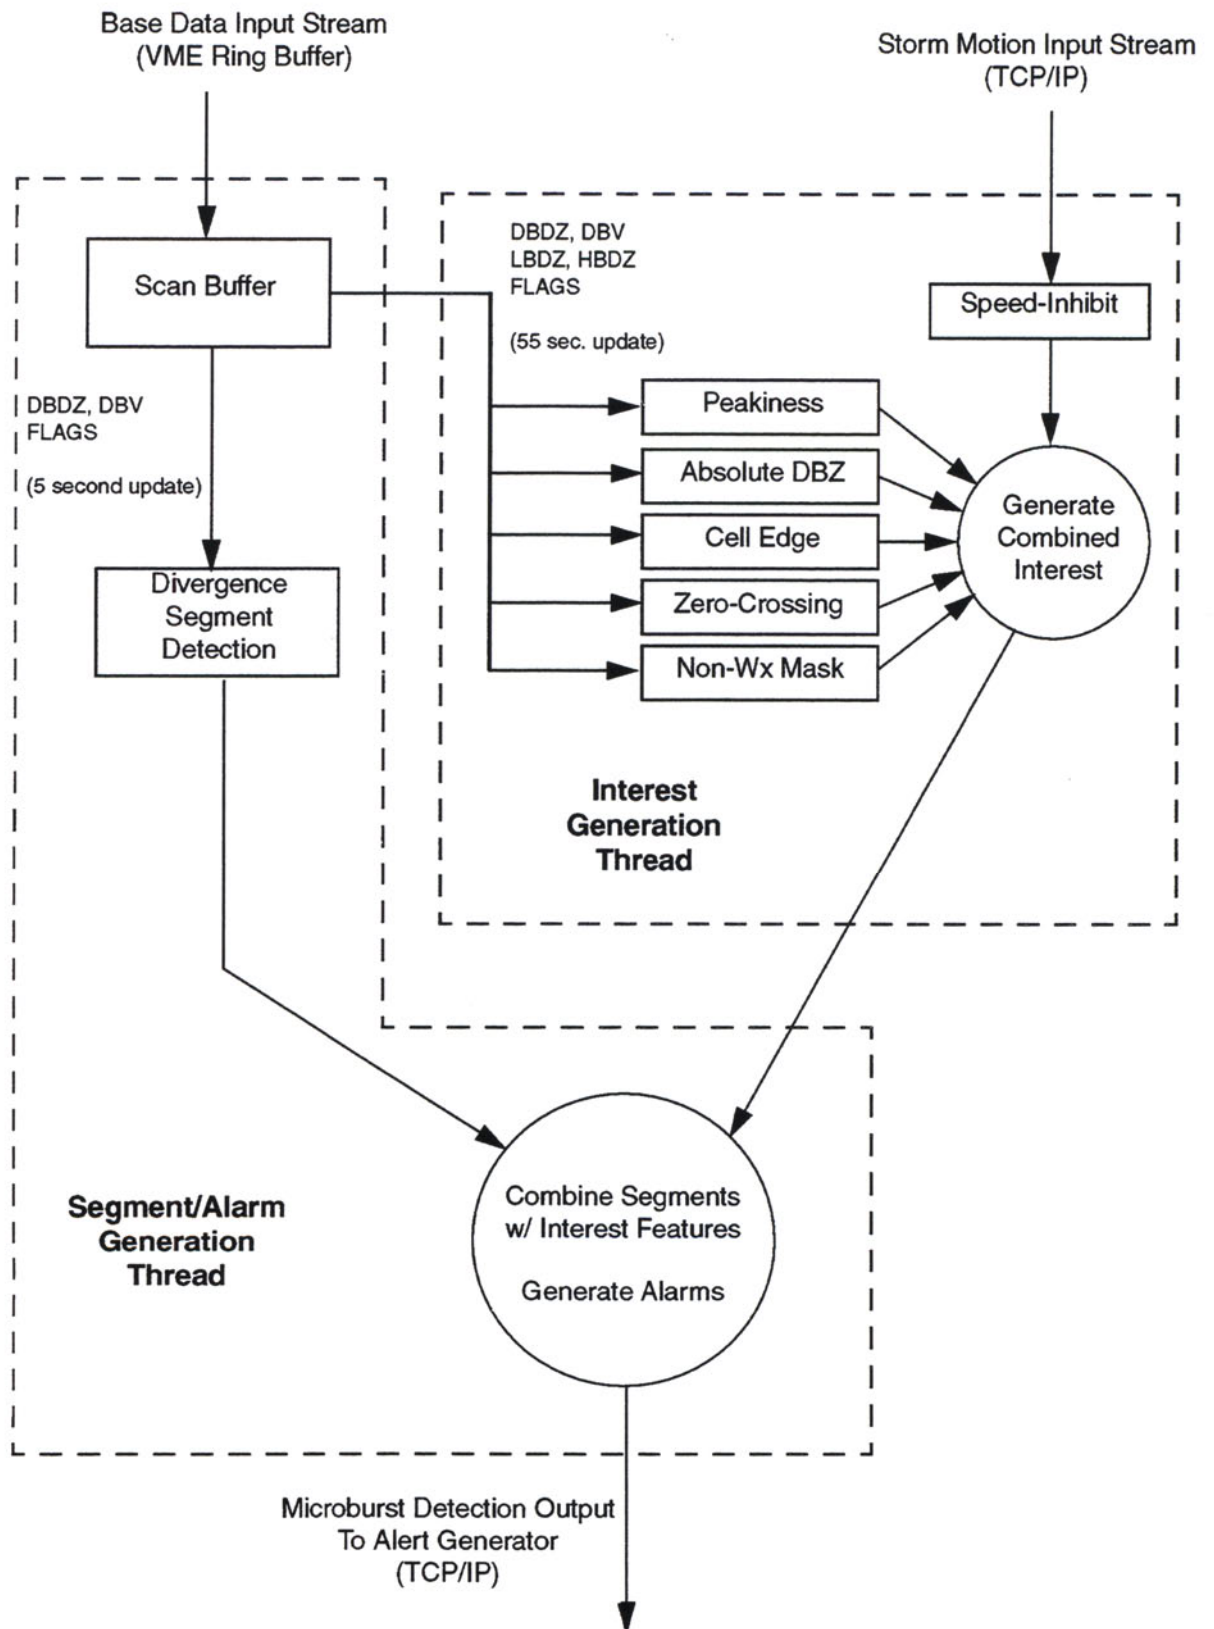 Base Data Input Stream
(VME Ring Buffer)
Storm Motion Input Stream
(TCP/IP)
Scan Buffer
DBDZ, DBV
LBDZ, HBDZ
FLAGS
(55 sec. update)
Speed-Inhibit
DBDZ, DBV
FLAGS
(5 second update)
Peakiness
Absolute DBZ
Cell Edge
Zero-Crossing
Non-Wx Mask
Generate
Combined
Interest
Divergence
Segment
Detection
Interest
Generation
Thread
Segment/Alarm
Generation
Thread
Combine Segments
w/ Interest Features
Generate Alarms
Microburst Detection Output
To Alert Generator
(TCP/IP)